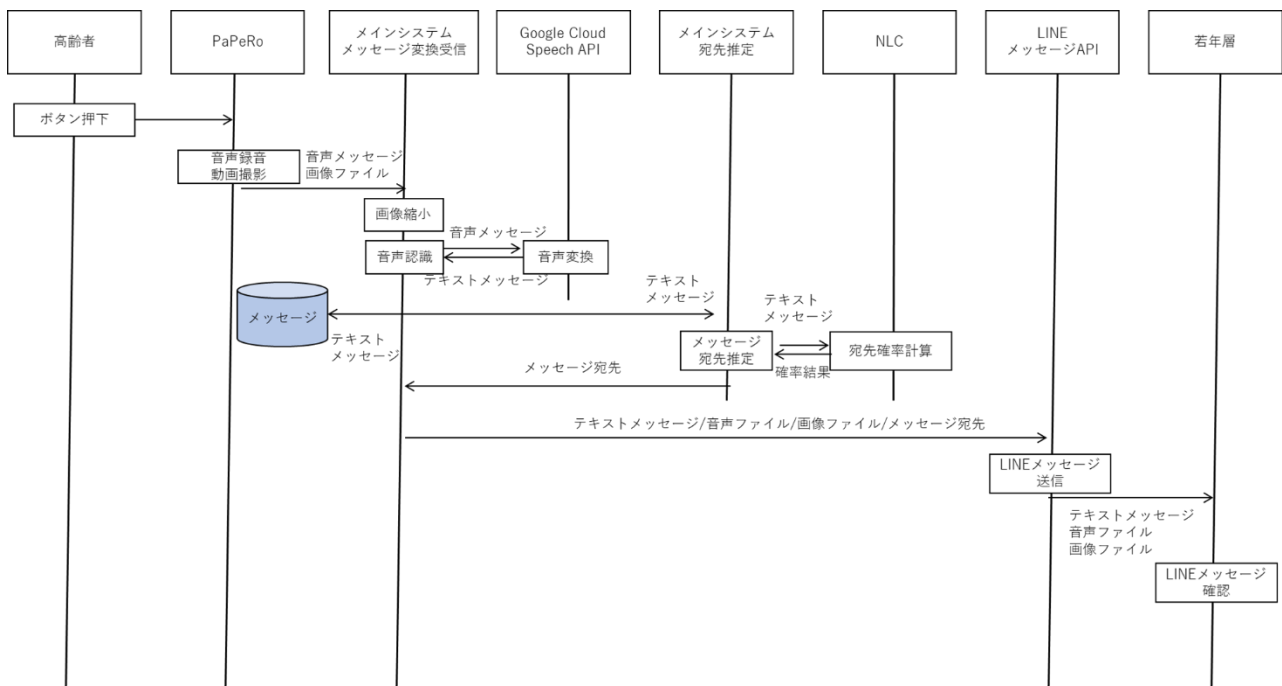 高齢者
PaPeRo
メインシステム
メッセージ変換受信
Google Cloud
Speech API
メインシステム
宛先推定
NLC
LINE
メッセージAPI
若年層
ボタン押下
音声録音
動画撮影
音声メッセージ
画像ファイル
画像縮小
音声メッセージ
音声認識
音声変換
テキストメッセージ
テキスト
メッセージ
メッセージ
テキスト
メッセージ
テキスト
メッセージ
メッセージ
宛先推定
宛先確率計算
確率結果
メッセージ宛先
テキストメッセージ/音声ファイル/画像ファイル/メッセージ宛先
LINEメッセージ
送信
テキストメッセージ
音声ファイル
画像ファイル
LINEメッセージ
確認